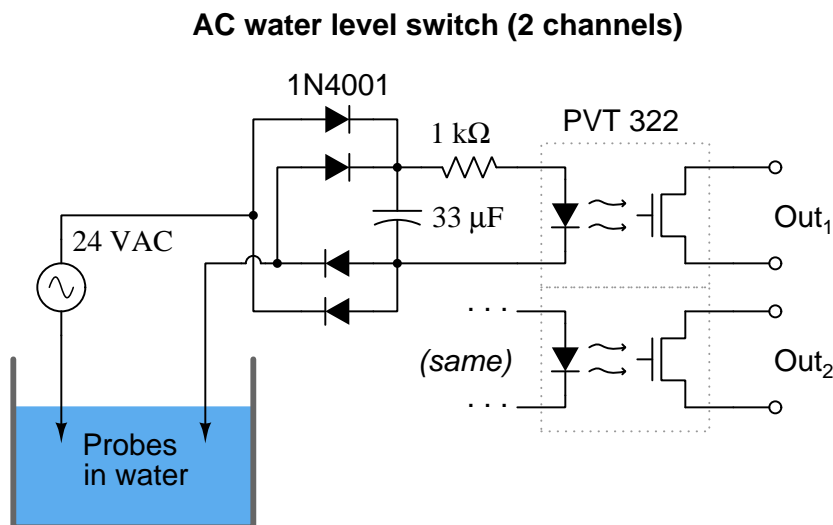 AC water level switch (2 channels)
1N4001
1 kΩ
PVT 322
24 VAC
33 μF
Out1
. . .
(same)
. . .
Out2
Probes
in water